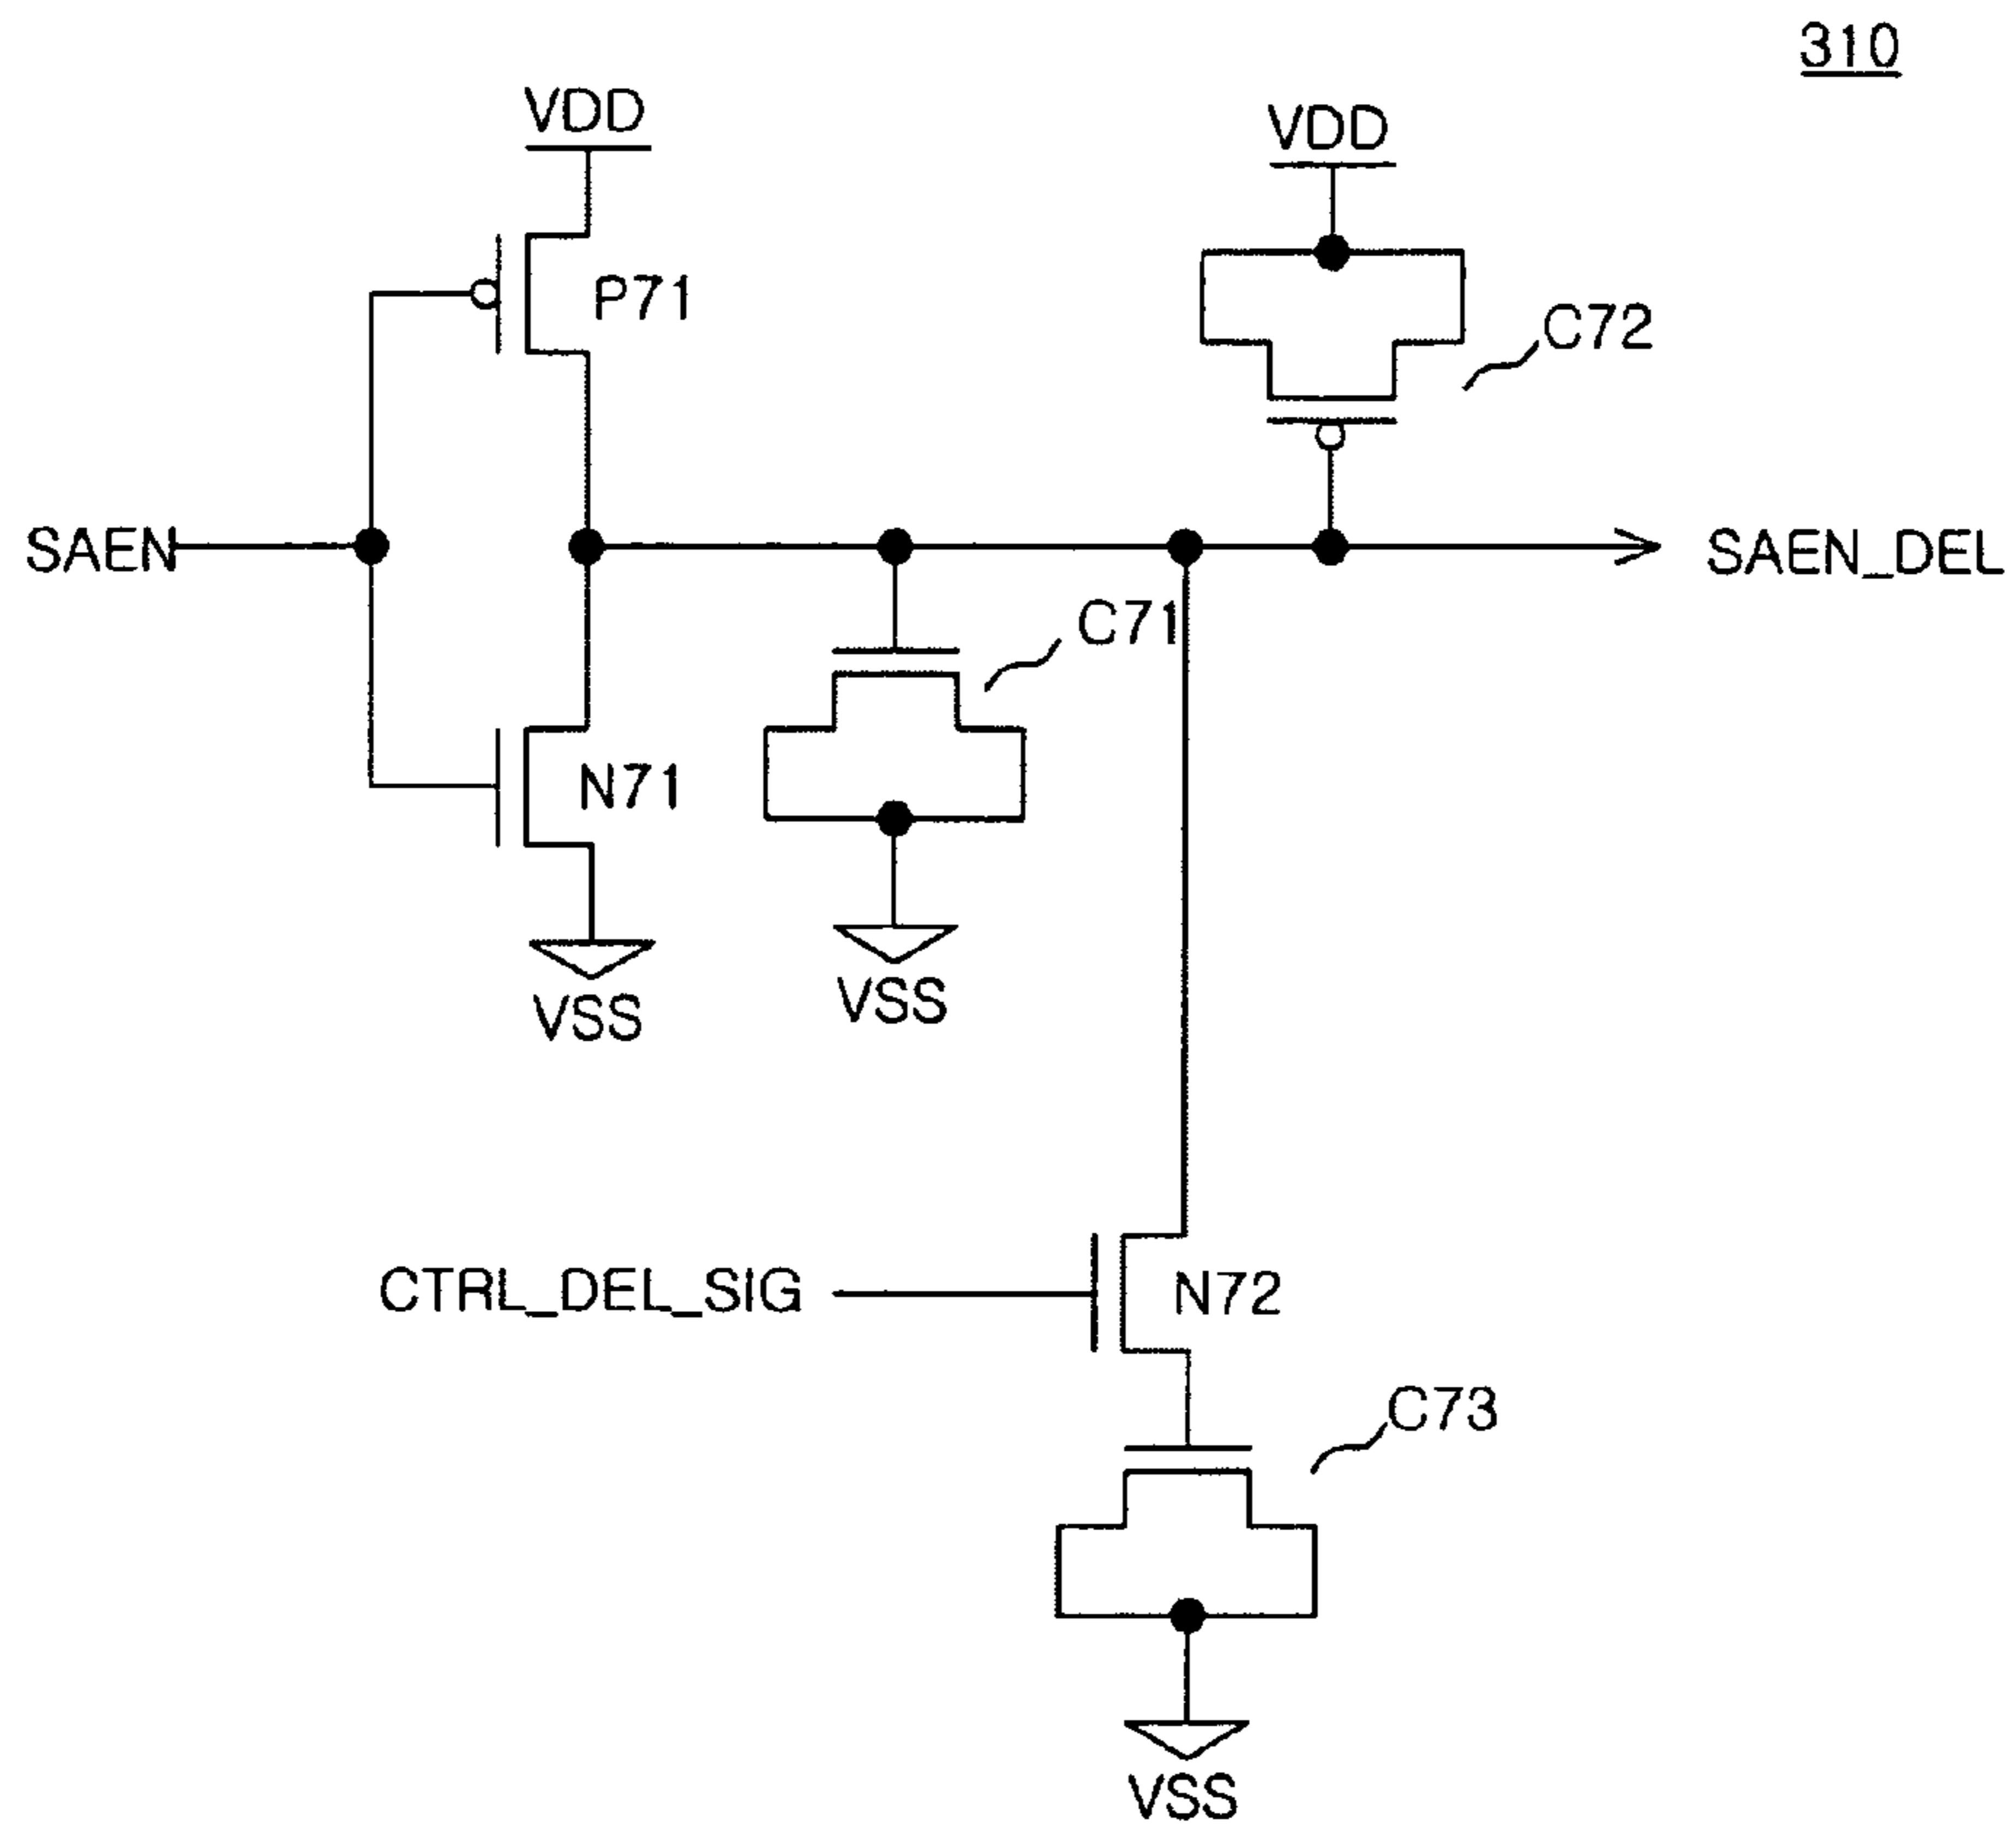 310
VDD
VDD
P71
C72
SAEN
SAEN_DEL
C71
N71
VSS
VSS
CTRL_DEL_SIG
N72
C73
VSS